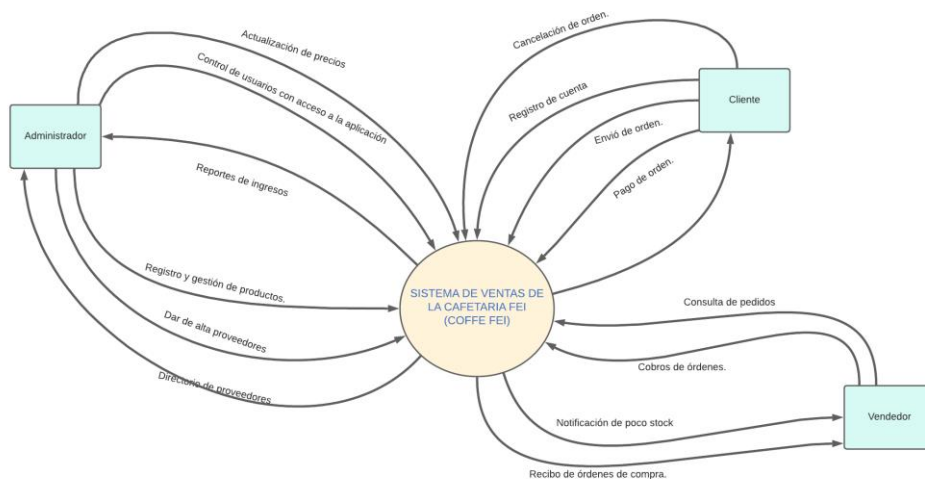 Actualización de precios
Control de usuarios con acceso a la aplicación
Administrador
Reportes de ingresos
Registro y gestión de productos.
Dar de alta proveedores
Directorio de proveedores
Cancelación de orden.
Registro de cuenta
Envió de orden.
Pago de orden.
Cliente
SISTEMA DE VENTAS DE
LA CAFETARIA FEI
(COFFE FEI)
Consulta de pedidos
Cobros de órdenes.
Vendedor
Notificación de poco stock
Recibo de órdenes de compra.